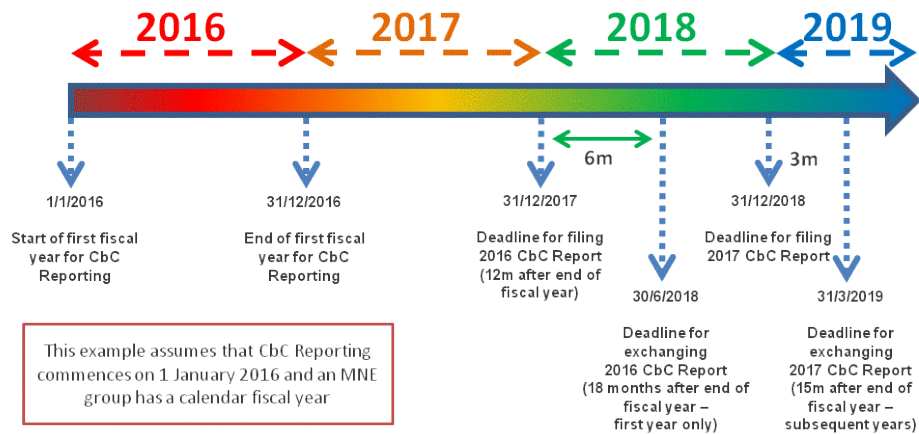 2016
2017
2018
2019
6m
3m
1/1/2016
Start of first fiscal
year for CbC
Reporting
31/12/2016
End of first fiscal
year for CbC
Reporting
31/12/2017
Deadline for filing
2016 CbC Report
(12m after end of
fiscal year)
30/6/2018
Deadline for
exchanging
2016 CbC Report
(18 months after end of
fiscal year –
first year only)
31/12/2018
Deadline for filing
2017 CbC Report
31/3/2019
Deadline for
exchanging
2017 CbC Report
(15m after end of
fiscal year –
subsequent years)
This example assumes that CbC Reporting
commences on 1 January 2016 and an MNE
group has a calendar fiscal year